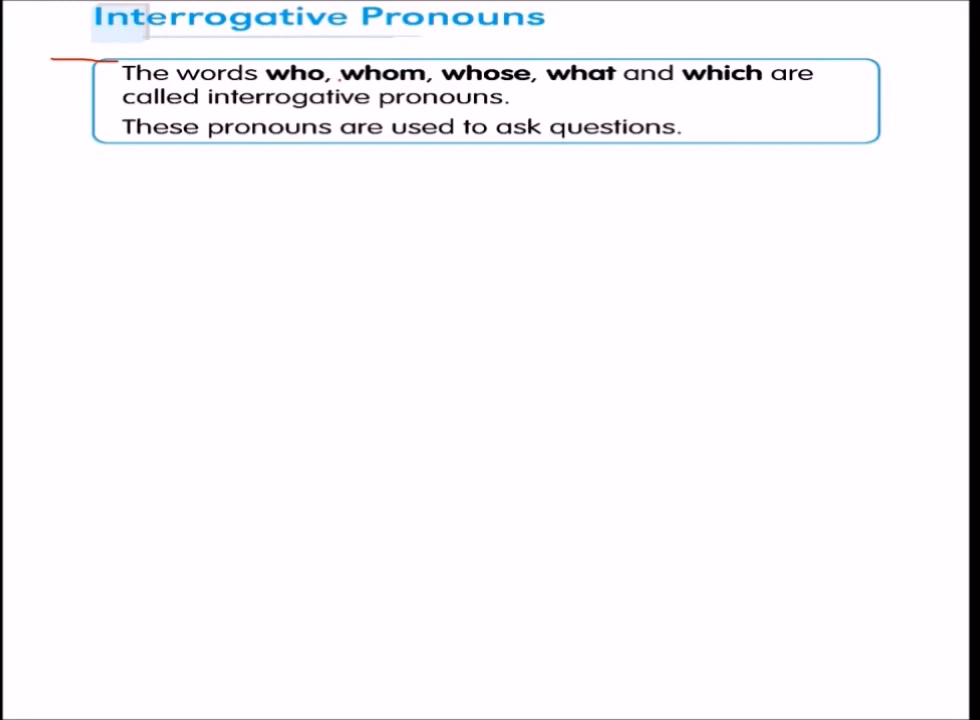 Interrogative Pronouns
The words who, whom, whose, what and which are
called interrogative pronouns.
These pronouns are used to ask questions.